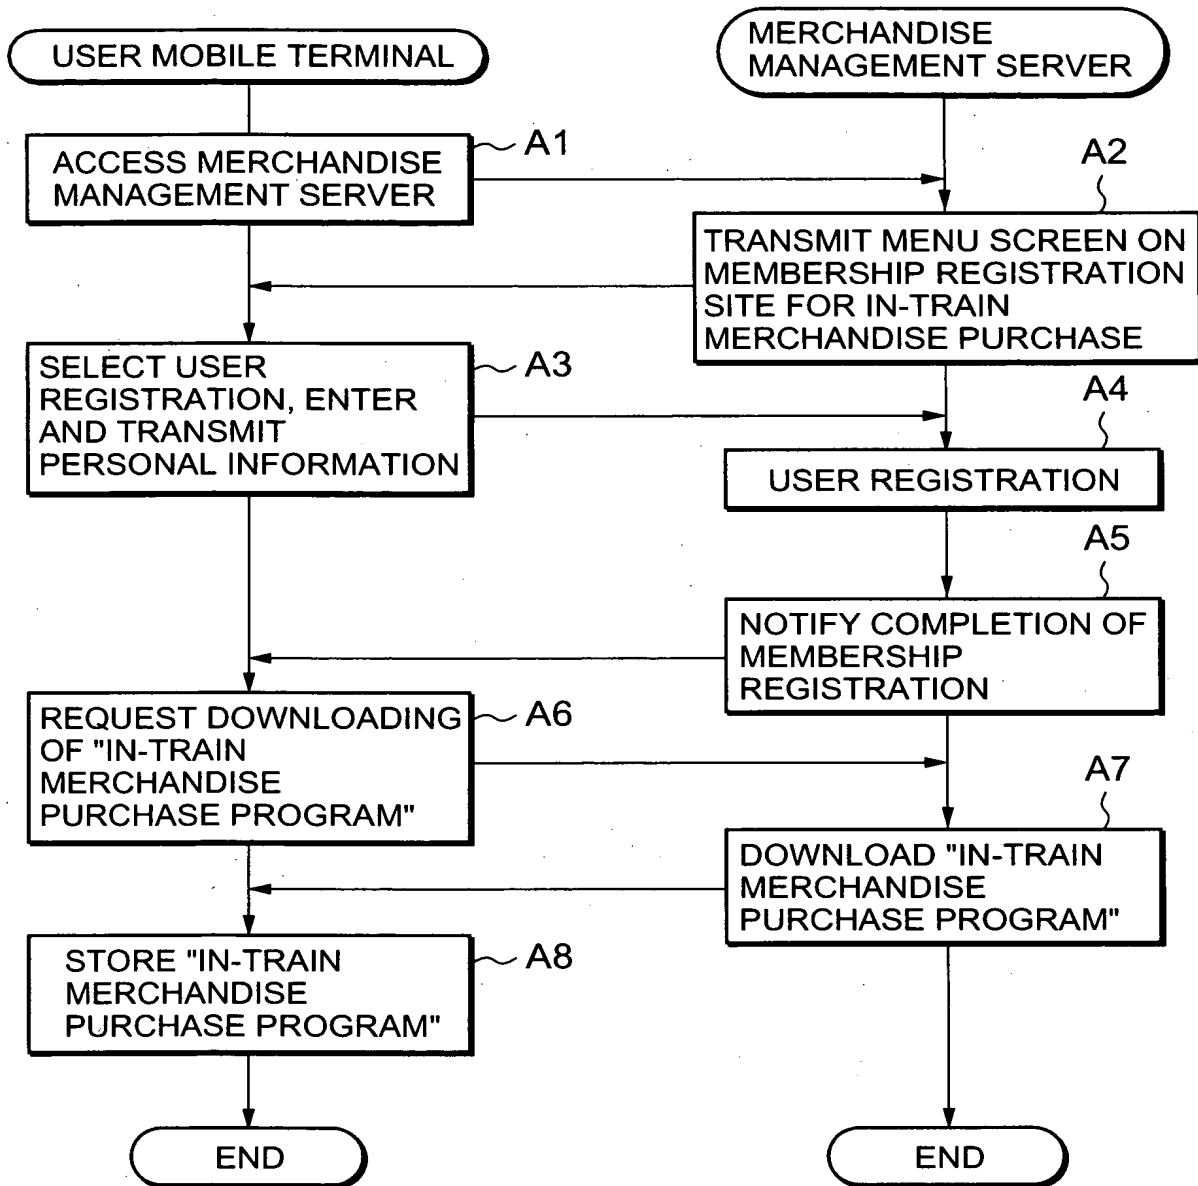 USER MOBILE TERMINAL
MERCHANDISE
MANAGEMENT SERVER
ACCESS MERCHANDISE
MANAGEMENT SERVER
A1
A2
TRANSMIT MENU SCREEN ON
MEMBERSHIP REGISTRATION
SITE FOR IN-TRAIN
MERCHANDISE PURCHASE
SELECT USER
REGISTRATION, ENTER
AND TRANSMIT
PERSONAL INFORMATION
A3
A4
USER REGISTRATION
A5
NOTIFY COMPLETION OF
MEMBERSHIP
REGISTRATION
REQUEST DOWNLOADING
OF "IN-TRAIN
MERCHANDISE
PURCHASE PROGRAM"
A6
A7
DOWNLOAD "IN-TRAIN
MERCHANDISE
PURCHASE PROGRAM"
STORE "IN-TRAIN
MERCHANDISE
PURCHASE PROGRAM"
A8
END
END